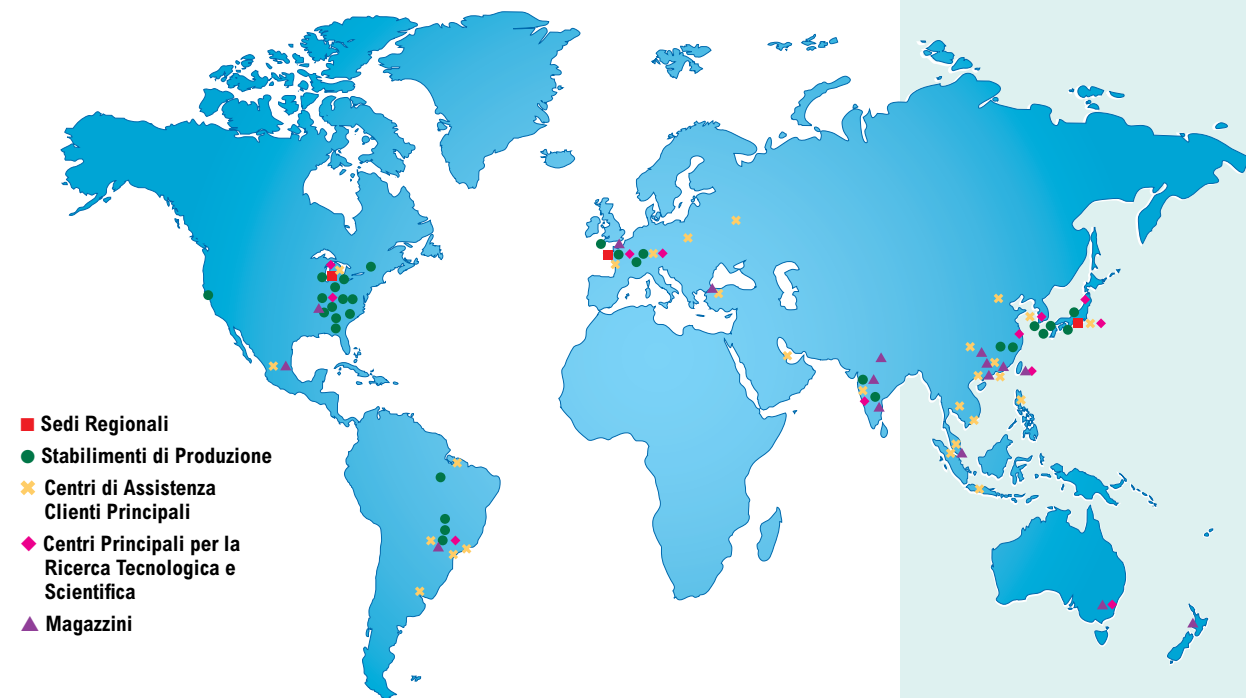 Sedi Regionali
Stabilimenti di Produzione
Centri di Assistenza
Clienti Principali
Centri Principali per la
Ricerca Tecnologica e
Scientifica
Magazzini